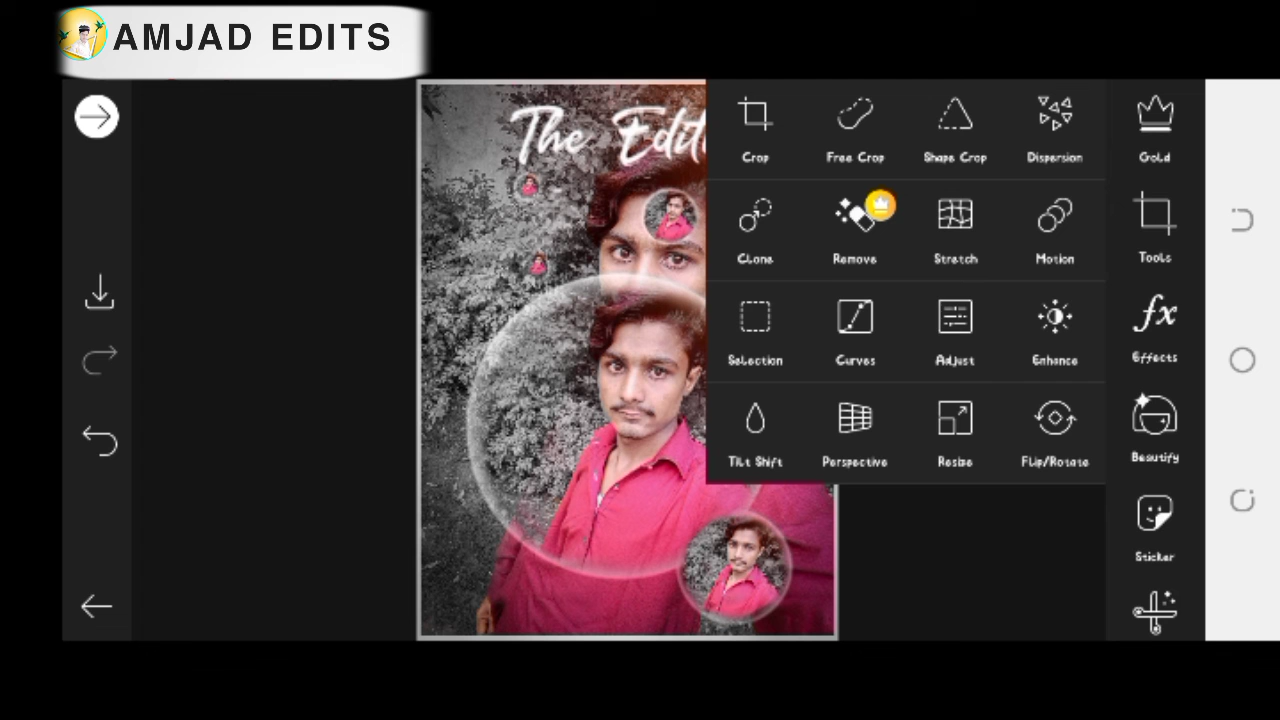 AMJAD EDITS
The Edit
Crop Free Crop Shape Crop Dispersion Gold
Clone Remove Stretch Motion Tools
Selection Curves Adjust Enhance Effects
Tilt Shift Perspective Resize Flip/Rotate Beautify
Sticker